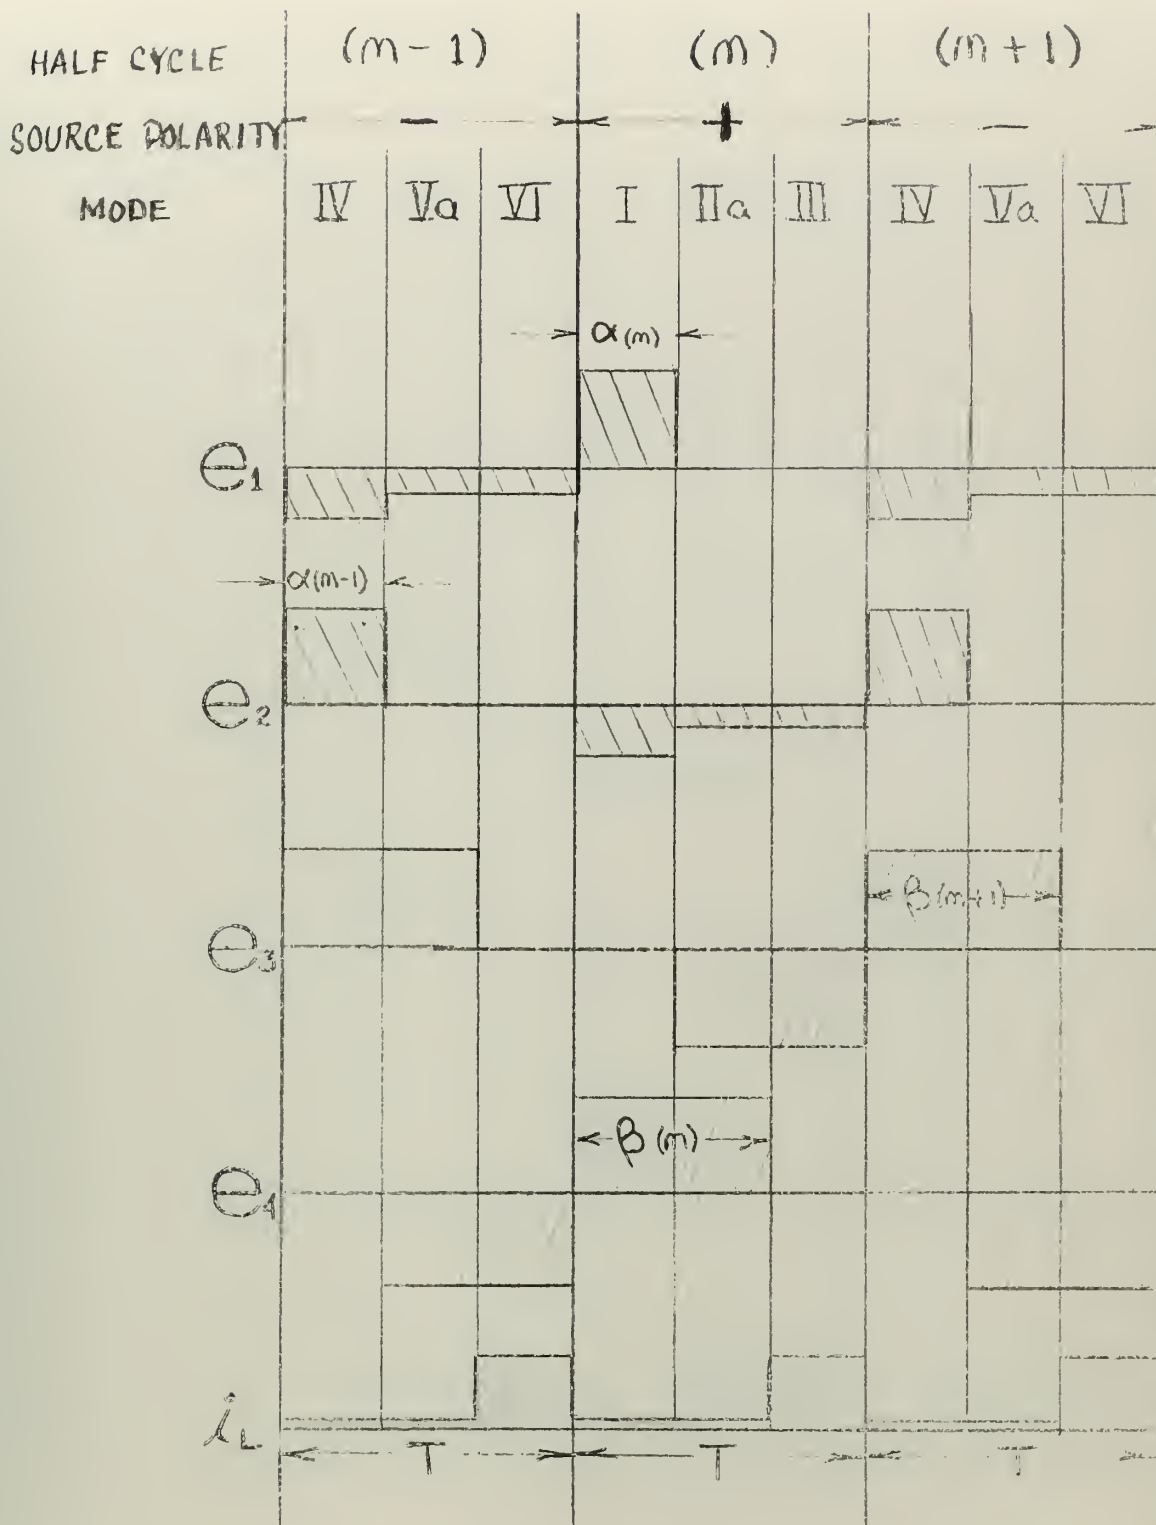 HALF CYCLE (m-1) (m) (m+1)
SOURCE POLARITY - + -
MODE IV Va VI I IIa III IV Va VI
α(m)
e₁
α(m-1)
e₂
β(m+1)
e₃
β(m)
e₄
i_L
T T T